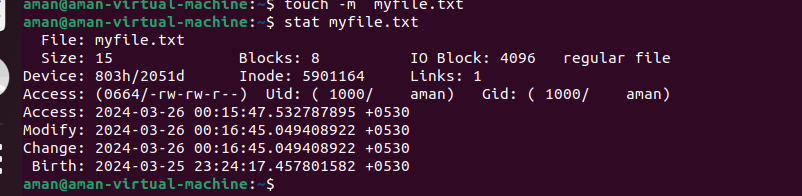 aman@aman-virtual-machine:~$ touch -m  myfile.txt
aman@aman-virtual-machine:~$ stat myfile.txt
  File: myfile.txt
  Size: 15        	Blocks: 8          IO Block: 4096   regular file
Device: 803h/2051d	Inode: 5901164     Links: 1
Access: (0664/-rw-rw-r--)  Uid: ( 1000/    aman)   Gid: ( 1000/    aman)
Access: 2024-03-26 00:15:47.532787895 +0530
Modify: 2024-03-26 00:16:45.049408922 +0530
Change: 2024-03-26 00:16:45.049408922 +0530
 Birth: 2024-03-25 23:24:17.457801582 +0530
aman@aman-virtual-machine:~$